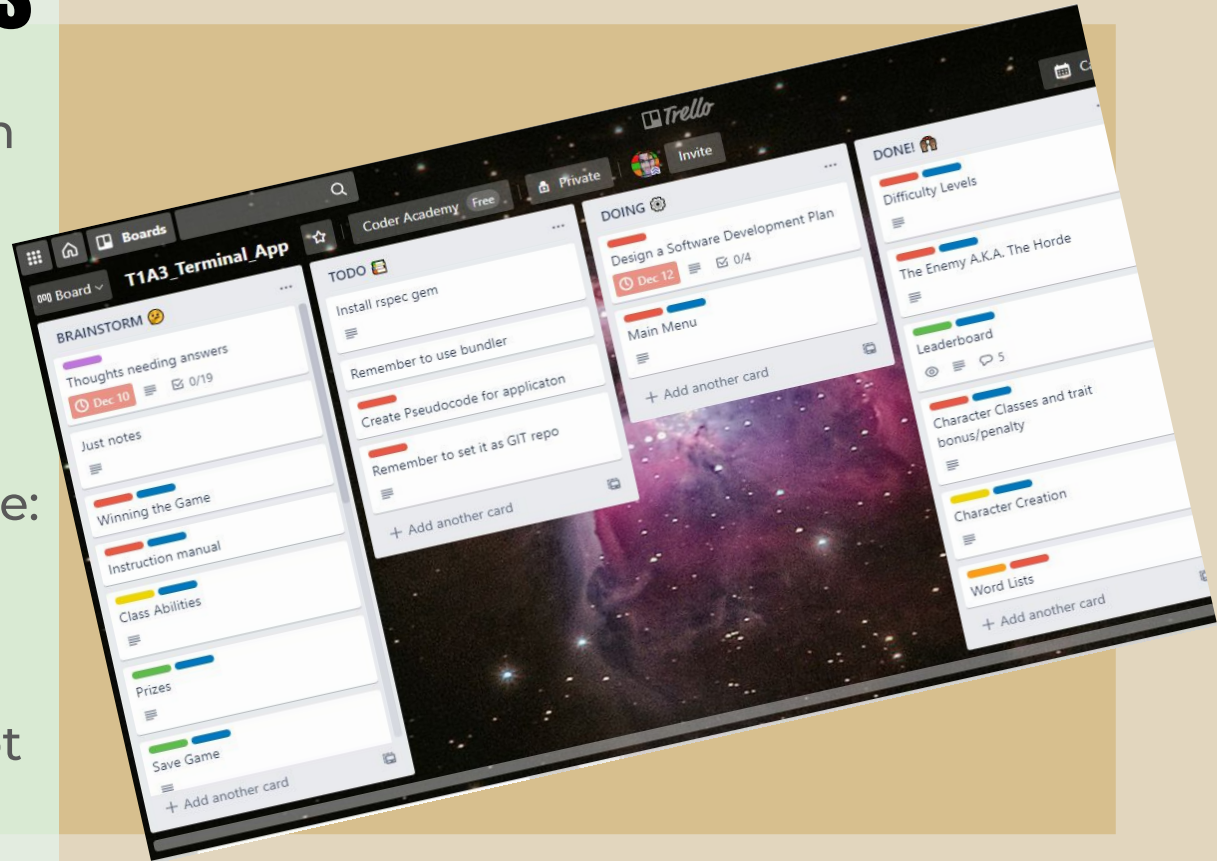 Trello
Boards
Board
T1A3_Terminal_App
Coder Academy Free
Private
Invite
BRAINSTORM 🤔
Thoughts needing answers
Dec 10
0/19
Just notes
Winning the Game
Instruction manual
Class Abilities
Prizes
Save Game
+ Add another card
TODO
Install rspec gem
Remember to use bundler
Create Pseudocode for applicaton
Remember to set it as GIT repo
+ Add another card
DOING
Design a Software Development Plan
Dec 12
0/4
Main Menu
+ Add another card
DONE!
Difficulty Levels
The Enemy A.K.A. The Horde
Leaderboard
5
Character Classes and trait
bonus/penalty
Character Creation
Word Lists
+ Add another card